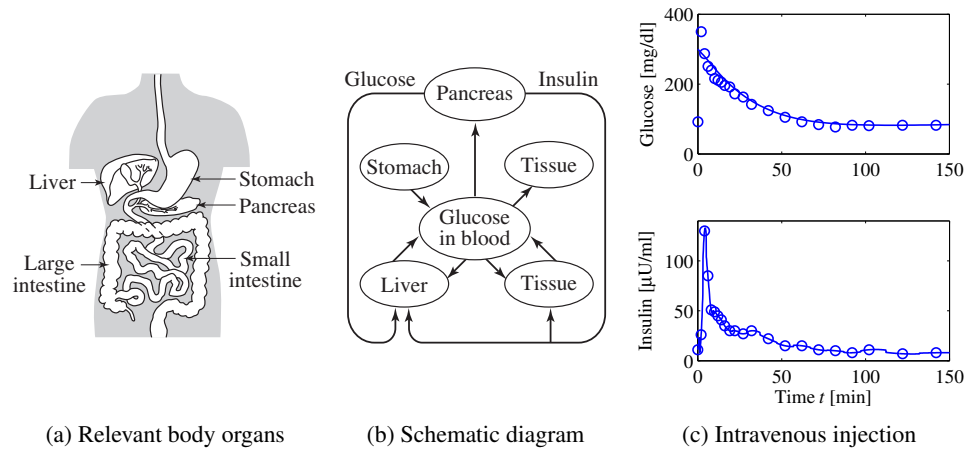 Liver
Stomach
Pancreas
Large
intestine
Small
intestine
(a) Relevant body organs
Glucose
Insulin
Pancreas
Stomach
Tissue
Glucose
in blood
Liver
Tissue
(b) Schematic diagram
Glucose [mg/dl]
400
200
0
0
50
100
150
Insulin [μU/ml]
100
50
0
0
50
100
150
Time t [min]
(c) Intravenous injection